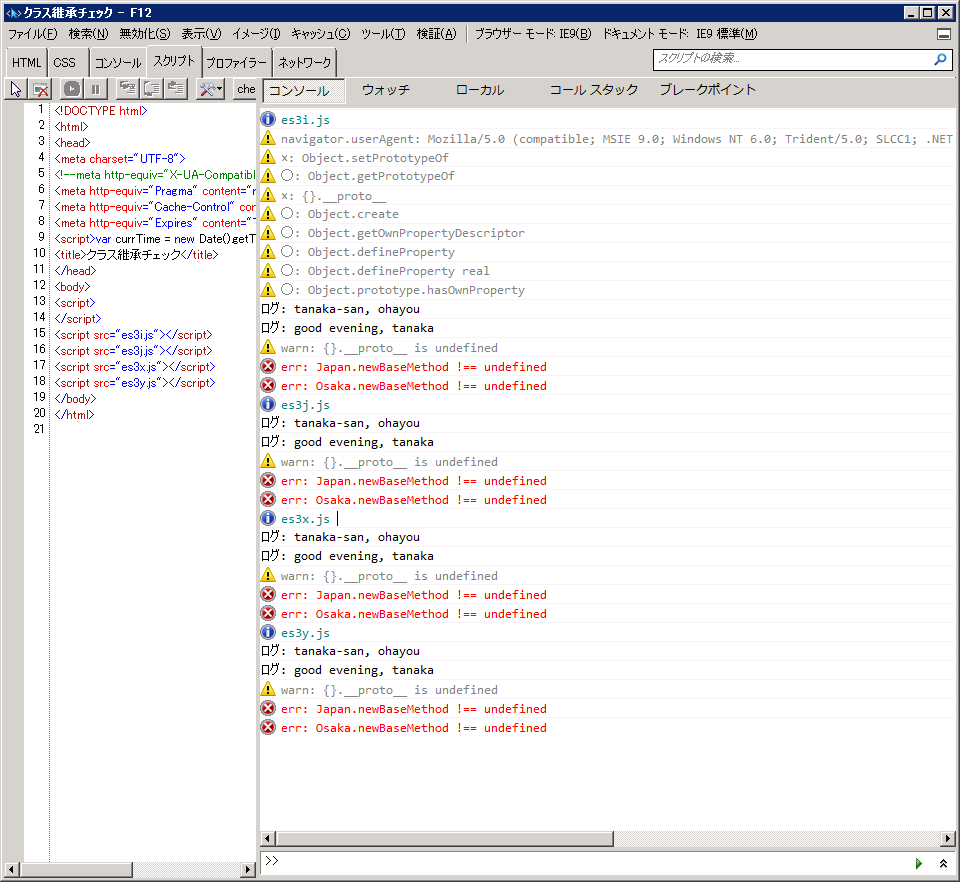 クラス継承チェック - F12
ファイル(F) 検索(N) 無効化(S) 表示(V) イメージ(I) キャッシュ(C) ツール(T) 検証(A) ブラウザー モード: IE9(B) ドキュメント モード: IE9 標準(M)
HTML CSS コンソール スクリプト プロファイラー ネットワーク スクリプトの検索...
che コンソール ウォッチ ローカル コール スタック ブレークポイント
1 <!DOCTYPE html>
2 <html>
3 <head>
4 <meta charset="UTF-8">
5 <!--meta http-equiv="X-UA-Compatibl
6 <meta http-equiv="Pragma" content="n
7 <meta http-equiv="Cache-Control" cor
8 <meta http-equiv="Expires" content="
9 <script>var currTime = new Date().getT
10 <title>クラス継承チェック</title>
11 </head>
12 <body>
13 <script>
14 </script>
15 <script src="es3i.js"></script>
16 <script src="es3j.js"></script>
17 <script src="es3x.js"></script>
18 <script src="es3y.js"></script>
19 </body>
20 </html>
21
es3i.js
navigator.userAgent: Mozilla/5.0 (compatible; MSIE 9.0; Windows NT 6.0; Trident/5.0; SLCC1; .NET
×: Object.setPrototypeOf
○: Object.getPrototypeOf
×: {}.__proto__
○: Object.create
○: Object.getOwnPropertyDescriptor
○: Object.defineProperty
○: Object.defineProperty real
○: Object.prototype.hasOwnProperty
ログ: tanaka-san, ohayou
ログ: good evening, tanaka
warn: {}.__proto__ is undefined
err: Japan.newBaseMethod !== undefined
err: Osaka.newBaseMethod !== undefined
es3j.js
ログ: tanaka-san, ohayou
ログ: good evening, tanaka
warn: {}.__proto__ is undefined
err: Japan.newBaseMethod !== undefined
err: Osaka.newBaseMethod !== undefined
es3x.js
ログ: tanaka-san, ohayou
ログ: good evening, tanaka
warn: {}.__proto__ is undefined
err: Japan.newBaseMethod !== undefined
err: Osaka.newBaseMethod !== undefined
es3y.js
ログ: tanaka-san, ohayou
ログ: good evening, tanaka
warn: {}.__proto__ is undefined
err: Japan.newBaseMethod !== undefined
err: Osaka.newBaseMethod !== undefined
>>